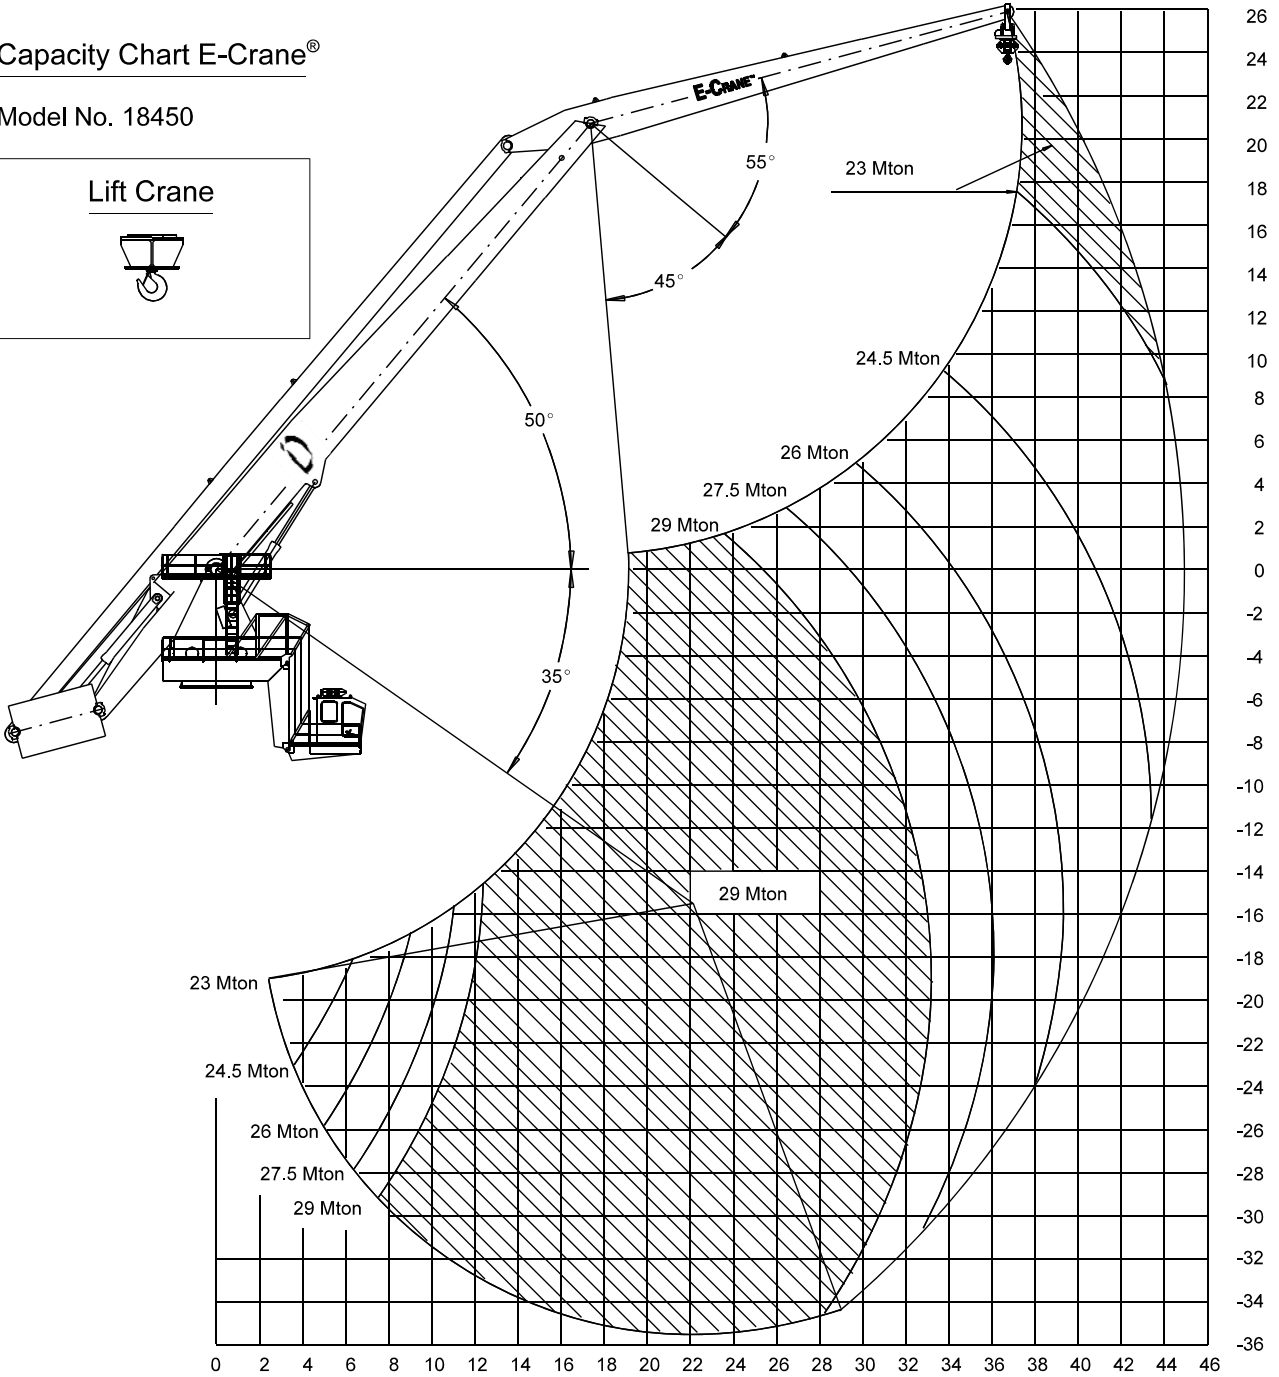 Capacity Chart E-Crane®
Model No. 18450
Lift Crane
E-CRANE™
55°
45°
50°
35°
23 Mton
24.5 Mton
26 Mton
27.5 Mton
29 Mton
29 Mton
23 Mton
24.5 Mton
26 Mton
27.5 Mton
29 Mton
26
24
22
20
18
16
14
12
10
8
6
4
2
0
-2
-4
-6
-8
-10
-12
-14
-16
-18
-20
-22
-24
-26
-28
-30
-32
-34
-36
0 2 4 6 8 10 12 14 16 18 20 22 24 26 28 30 32 34 36 38 40 42 44 46